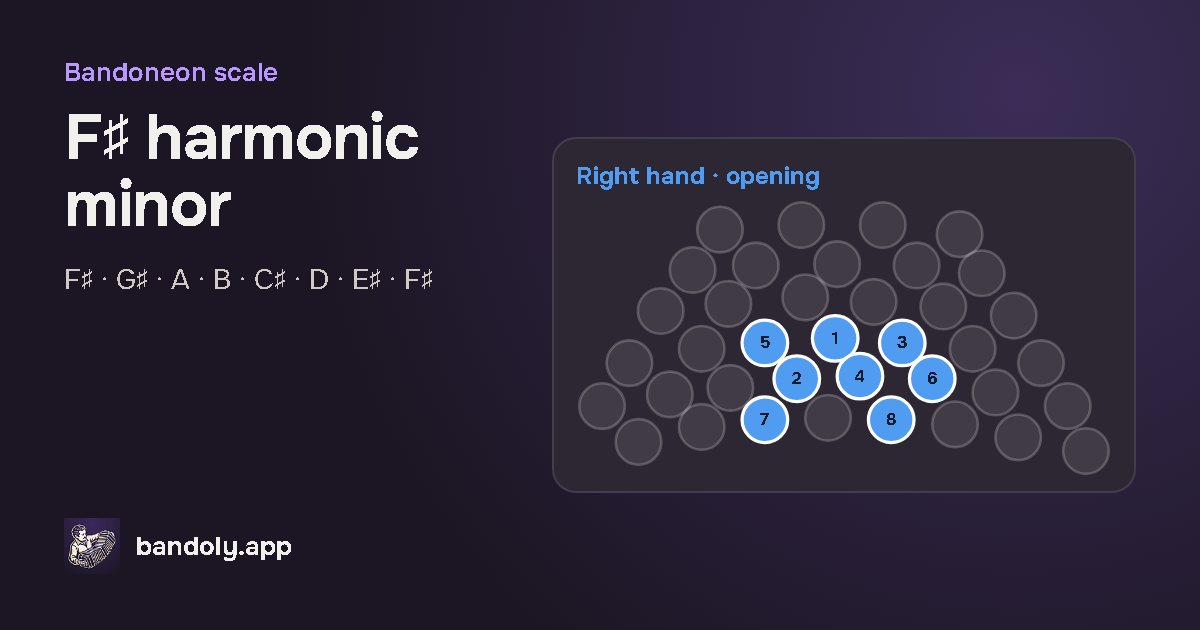 Bandoneon scale
F♯ harmonic
minor
F♯ · G♯ · A · B · C♯ · D · E♯ · F♯
Right hand · opening
5 1 3
2 4 6
7 8
bandoly.app